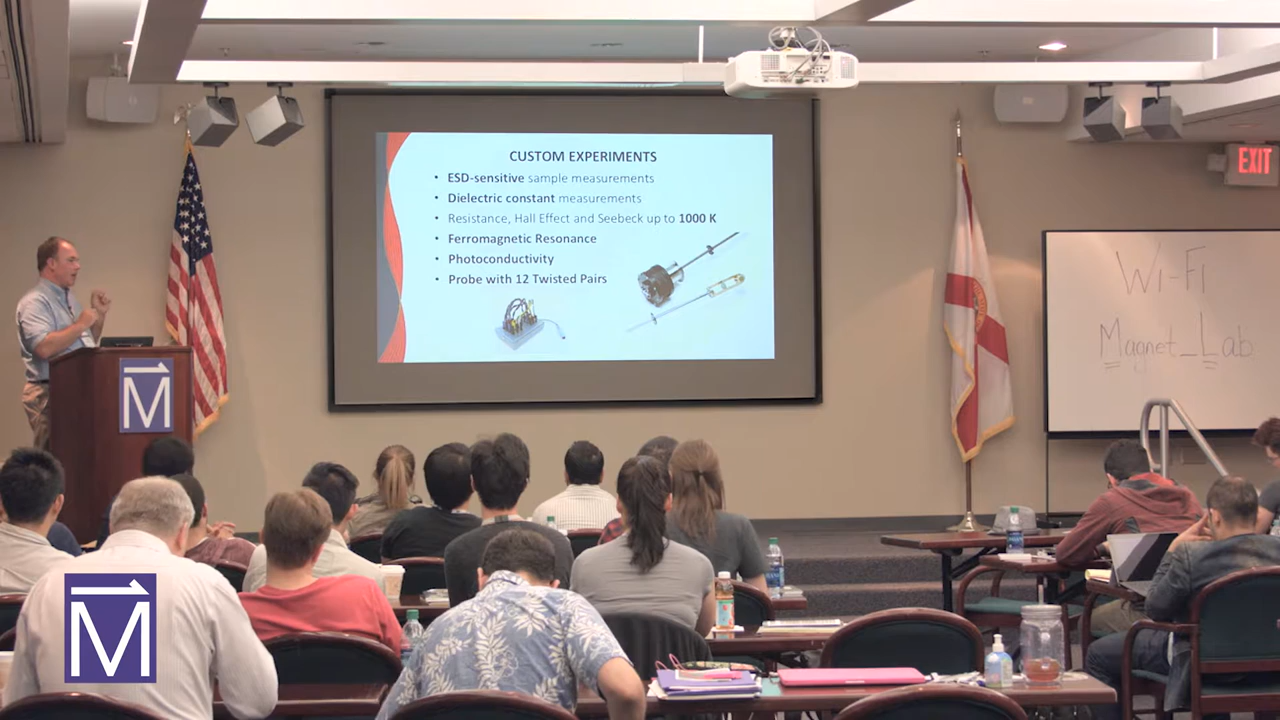 CUSTOM EXPERIMENTS
• ESD-sensitive sample measurements
• Dielectric constant measurements
• Resistance, Hall Effect and Seebeck up to 1000 K
• Ferromagnetic Resonance
• Photoconductivity
• Probe with 12 Twisted Pairs
EXIT
Wi-Fi
Magnet_Lab
M
M